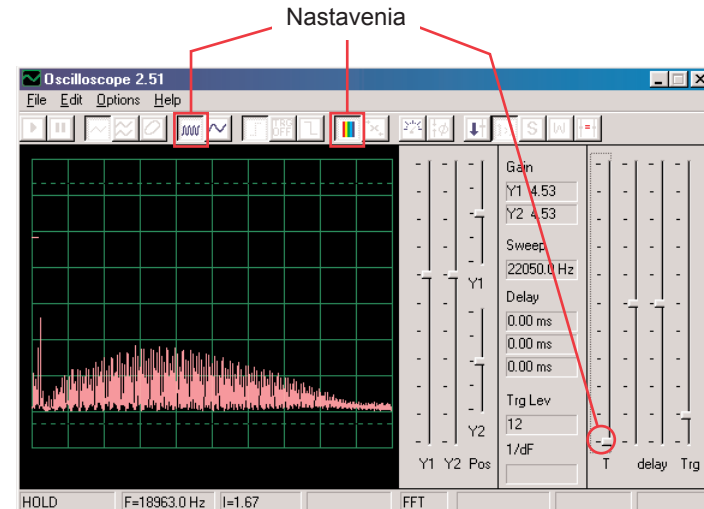 Nastavenia
Oscilloscope 2.51
File Edit Options Help
TRG
OFF
S W
Gain
Y1 4.53
Y2 4.53
Sweep
22050.0 Hz
Delay
0.00 ms
0.00 ms
0.00 ms
Trg Lev
12
1/dF
Y1
Y2
Y1 Y2 Pos
T delay Trg
HOLD F=18963.0 Hz I=1.67 FFT